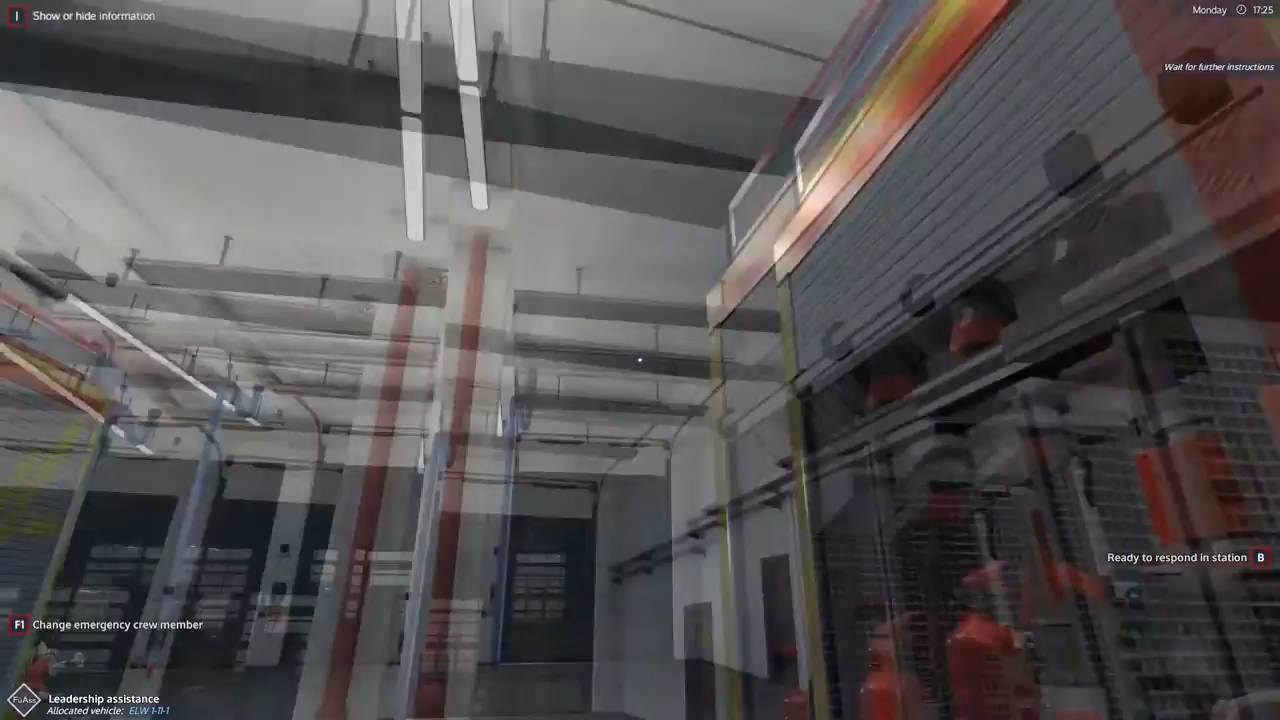 I Show or hide information
Monday 17:25
Wait for further instructions
Ready to respond in station B
F1 Change emergency crew member
FüAss Leadership assistance
Allocated vehicle: ELW 1-11-1